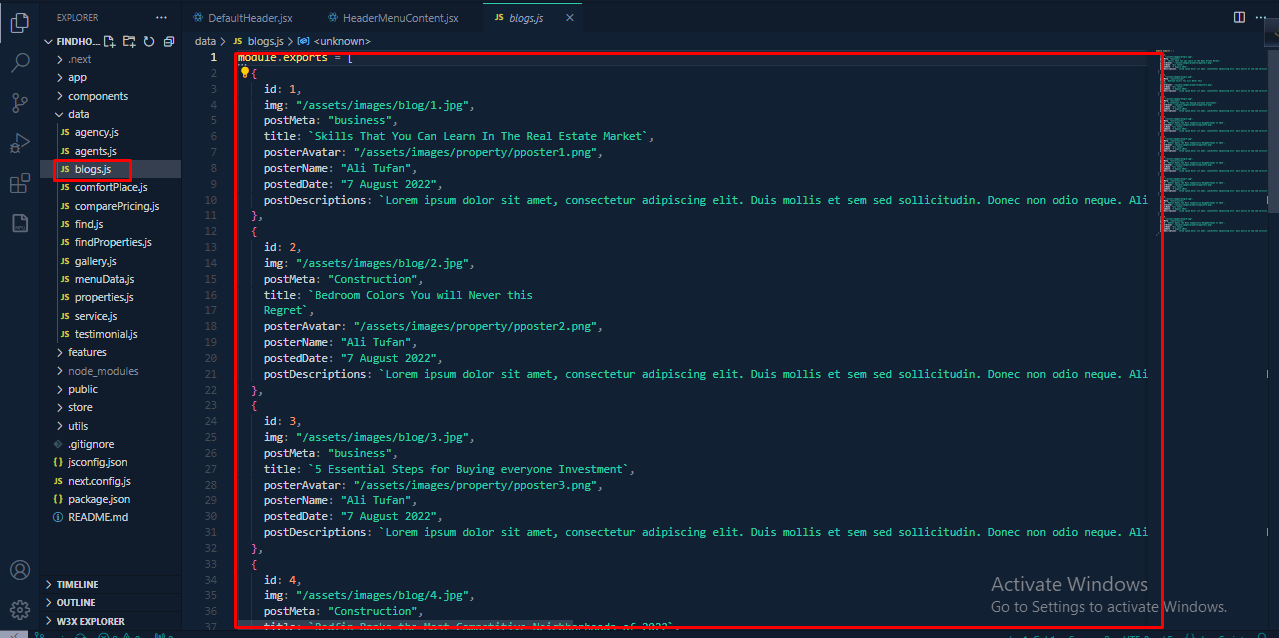 EXPLORER
DefaultHeader.jsx
HeaderMenuContent.jsx
JS blogs.js
FINDHO...
data > JS blogs.js > <unknown>
.next
app
components
data
JS agency.js
JS agents.js
JS blogs.js
JS comfortPlace.js
JS comparePricing.js
JS find.js
JS findProperties.js
JS gallery.js
JS menuData.js
JS properties.js
JS service.js
JS testimonial.js
features
node_modules
public
store
utils
.gitignore
{} jsconfig.json
JS next.config.js
{} package.json
README.md
TIMELINE
OUTLINE
W3X EXPLORER
1 module.exports = [
2 {
3 id: 1,
4 img: "/assets/images/blog/1.jpg",
5 postMeta: "business",
6 title: `Skills That You Can Learn In The Real Estate Market`,
7 posterAvatar: "/assets/images/property/pposter1.png",
8 posterName: "Ali Tufan",
9 postedDate: "7 August 2022",
10 postDescriptions: `Lorem ipsum dolor sit amet, consectetur adipiscing elit. Duis mollis et sem sed sollicitudin. Donec non odio neque. Ali
11 },
12 {
13 id: 2,
14 img: "/assets/images/blog/2.jpg",
15 postMeta: "Construction",
16 title: `Bedroom Colors You will Never this
17 Regret`,
18 posterAvatar: "/assets/images/property/pposter2.png",
19 posterName: "Ali Tufan",
20 postedDate: "7 August 2022",
21 postDescriptions: `Lorem ipsum dolor sit amet, consectetur adipiscing elit. Duis mollis et sem sed sollicitudin. Donec non odio neque. Ali
22 },
23 {
24 id: 3,
25 img: "/assets/images/blog/3.jpg",
26 postMeta: "business",
27 title: `5 Essential Steps for Buying everyone Investment`,
28 posterAvatar: "/assets/images/property/pposter3.png",
29 posterName: "Ali Tufan",
30 postedDate: "7 August 2022",
31 postDescriptions: `Lorem ipsum dolor sit amet, consectetur adipiscing elit. Duis mollis et sem sed sollicitudin. Donec non odio neque. Ali
32 },
33 {
34 id: 4,
35 img: "/assets/images/blog/4.jpg",
36 postMeta: "Construction",
37 title: `Redfin Ranks the Most Competitive Neighborhoods of 2022`,
Activate Windows
Go to Settings to activate Windows.